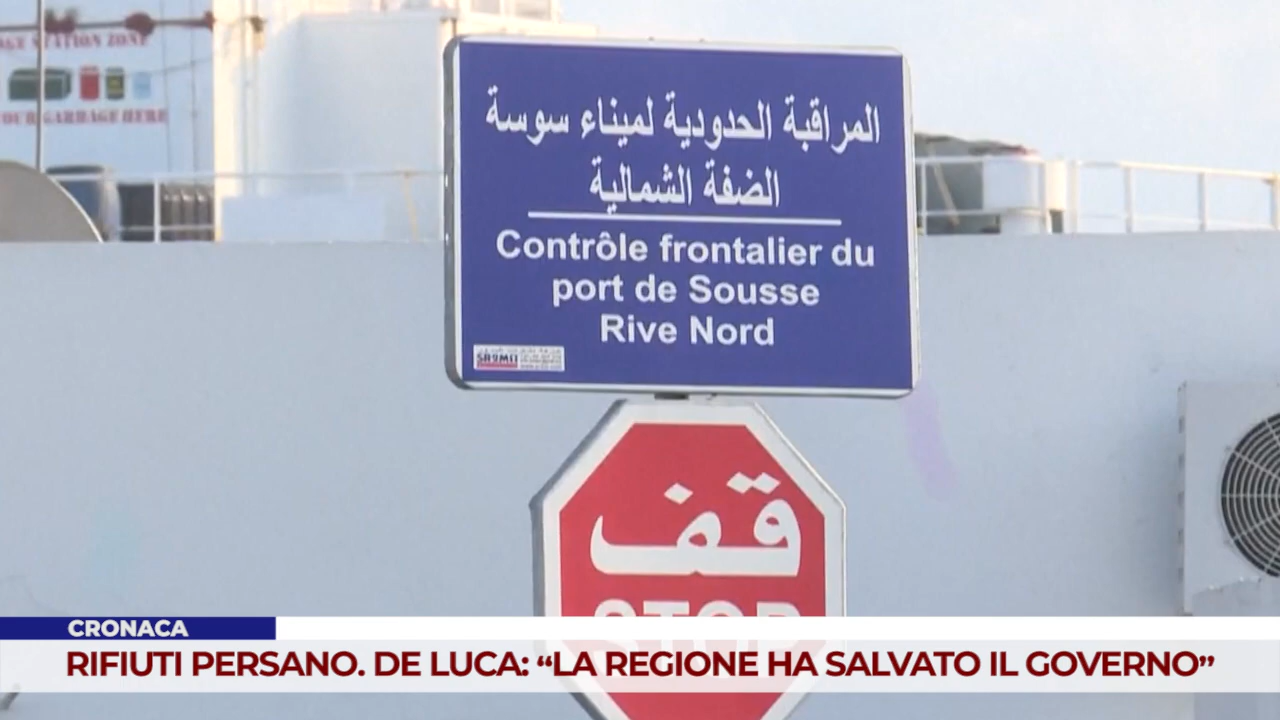 المراقبة الحدودية لميناء سوسة
الضفة الشمالية
Contrôle frontalier du
port de Sousse
Rive Nord
قف
STOP
CRONACA
RIFIUTI PERSANO. DE LUCA: “LA REGIONE HA SALVATO IL GOVERNO”